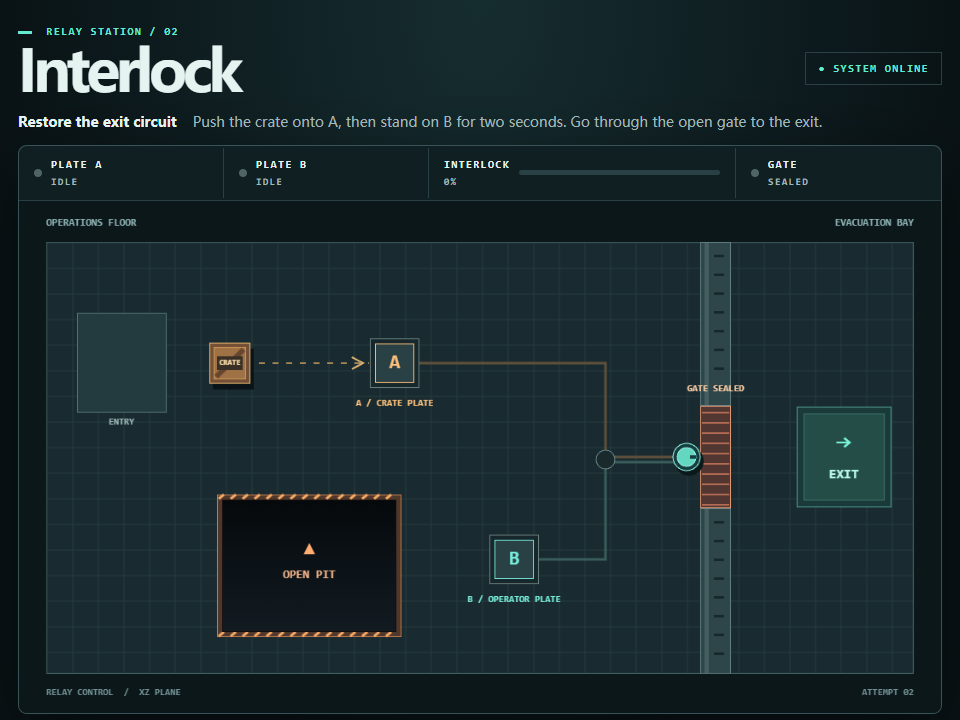 RELAY STATION / 02
Interlock
SYSTEM ONLINE
Restore the exit circuit Push the crate onto A, then stand on B for two seconds. Go through the open gate to the exit.
PLATE A
IDLE
PLATE B
IDLE
INTERLOCK
0%
GATE
SEALED
OPERATIONS FLOOR
EVACUATION BAY
CRATE
A
A / CRATE PLATE
ENTRY
GATE SEALED
EXIT
OPEN PIT
B
B / OPERATOR PLATE
RELAY CONTROL / XZ PLANE
ATTEMPT 02